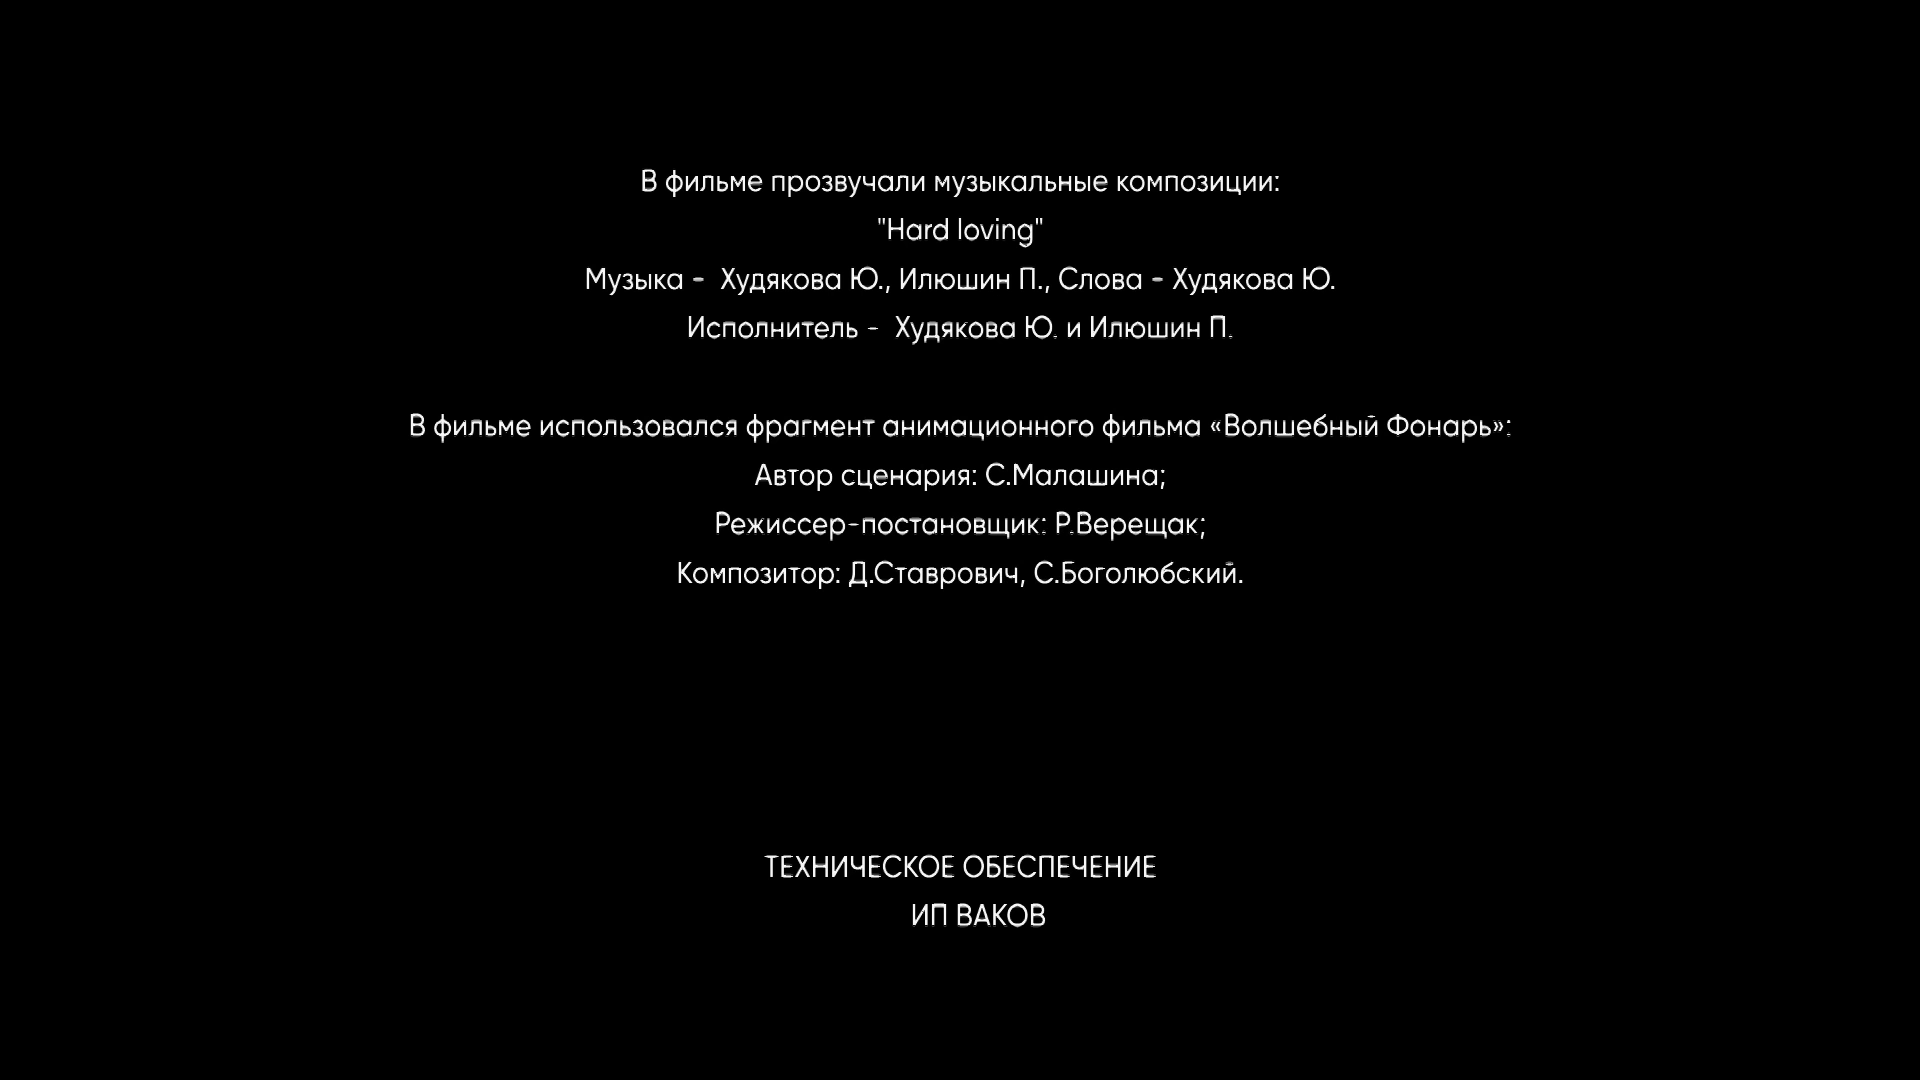 В фильме прозвучали музыкальные композиции:
"Hard loving"
Музыка -  Худякова Ю., Илюшин П., Слова - Худякова Ю.
Исполнитель -  Худякова Ю. и Илюшин П.
В фильме использовался фрагмент анимационного фильма «Волшебный Фонарь»:
Автор сценария: С.Малашина;
Режиссер-постановщик: Р.Верещак;
Композитор: Д.Ставрович, С.Боголюбский.
ТЕХНИЧЕСКОЕ ОБЕСПЕЧЕНИЕ
ИП ВАКОВ